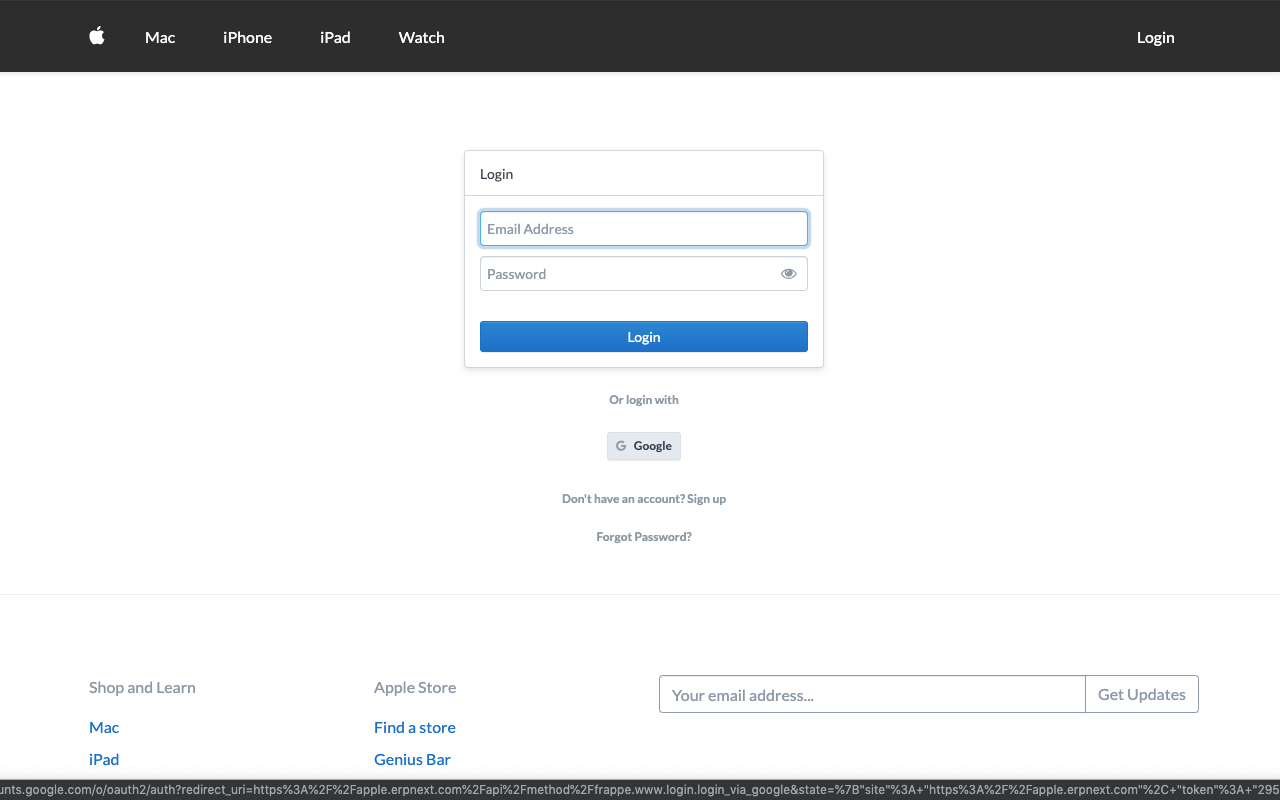 Mac iPhone iPad Watch Login
Login
Email Address
Password
Login
Or login with
G Google
Don't have an account? Sign up
Forgot Password?
Shop and Learn
Mac
iPad
Apple Store
Find a store
Genius Bar
Your email address... Get Updates
unts.google.com/o/oauth2/auth?redirect_uri=https%3A%2F%2Fapple.erpnext.com%2Fapi%2Fmethod%2Ffrappe.www.login.login_via_google&state=%7B"site"%3A+"https%3A%2F%2Fapple.erpnext.com"%2C+"token"%3A+"295